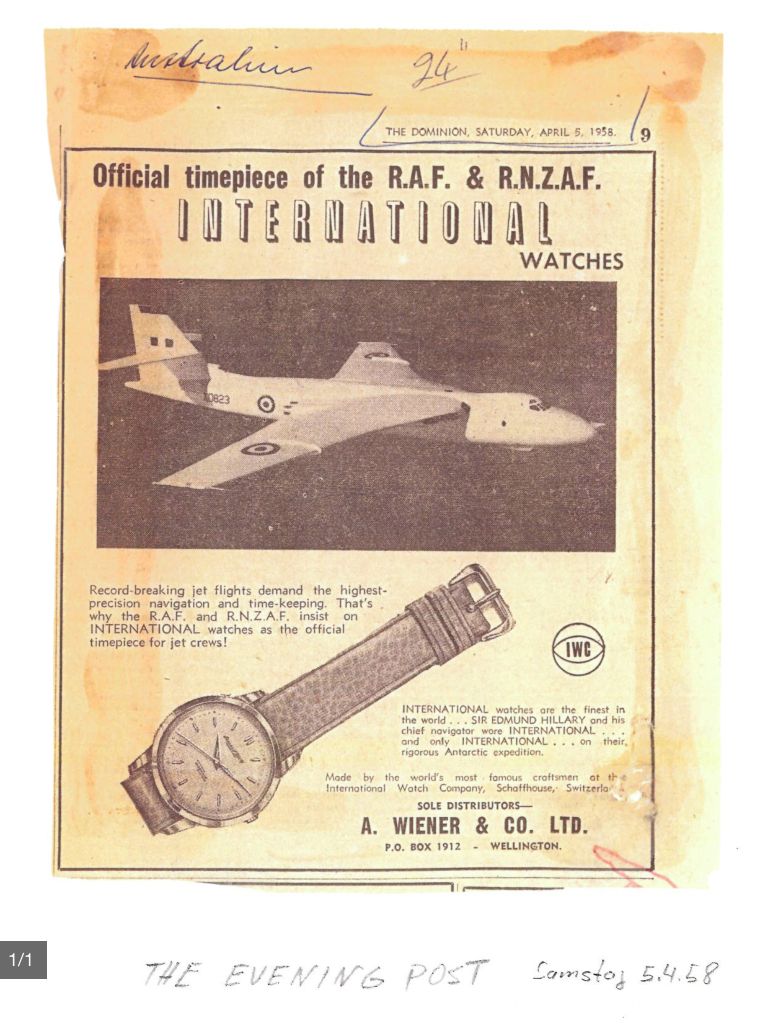 Australien 24"
THE DOMINION, SATURDAY, APRIL 5, 1958. 9
Official timepiece of the R.A.F. & R.N.Z.A.F.
INTERNATIONAL
WATCHES
0823
Record-breaking jet flights demand the highest-
precision navigation and time-keeping. That's
why the R.A.F. and R.N.Z.A.F. insist on
INTERNATIONAL watches as the official
timepiece for jet crews!
IWC
INTERNATIONAL watches are the finest in
the world . . . SIR EDMUND HILLARY and his
chief navigator wore INTERNATIONAL . . .
and only INTERNATIONAL . . . on their,
rigorous Antarctic expedition.
Made by the world's most famous craftsmen at the
International Watch Company, Schaffhouse, Switzerla
SOLE DISTRIBUTORS—
A. WIENER & CO. LTD.
P.O. BOX 1912 - WELLINGTON.
1/1
THE EVENING POST Samstag 5.4.58